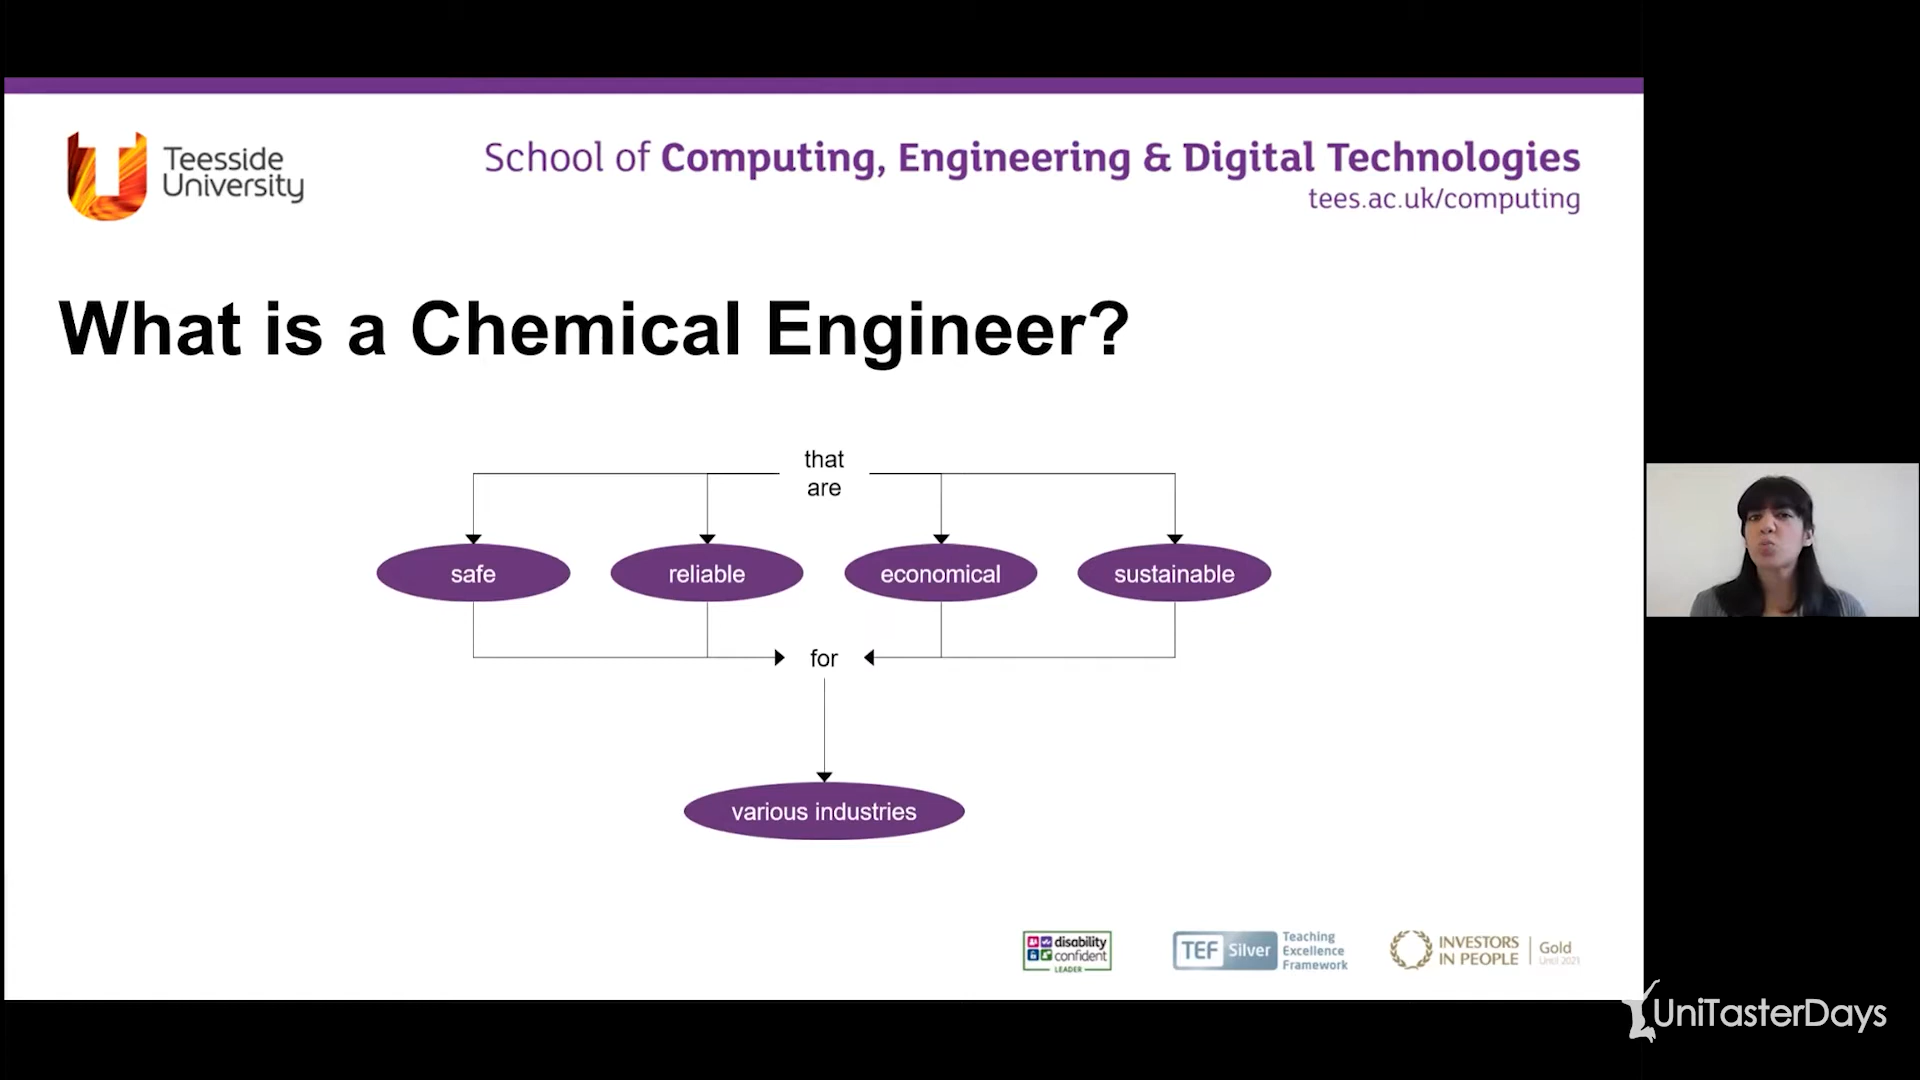 Teesside
University
School of Computing, Engineering & Digital Technologies
tees.ac.uk/computing
What is a Chemical Engineer?
that
are
safe
reliable
economical
sustainable
for
various industries
disability
confident
LEADER
TEF Silver
Teaching
Excellence
Framework
INVESTORS
IN PEOPLE
Gold
Until 2021
UniTasterDays